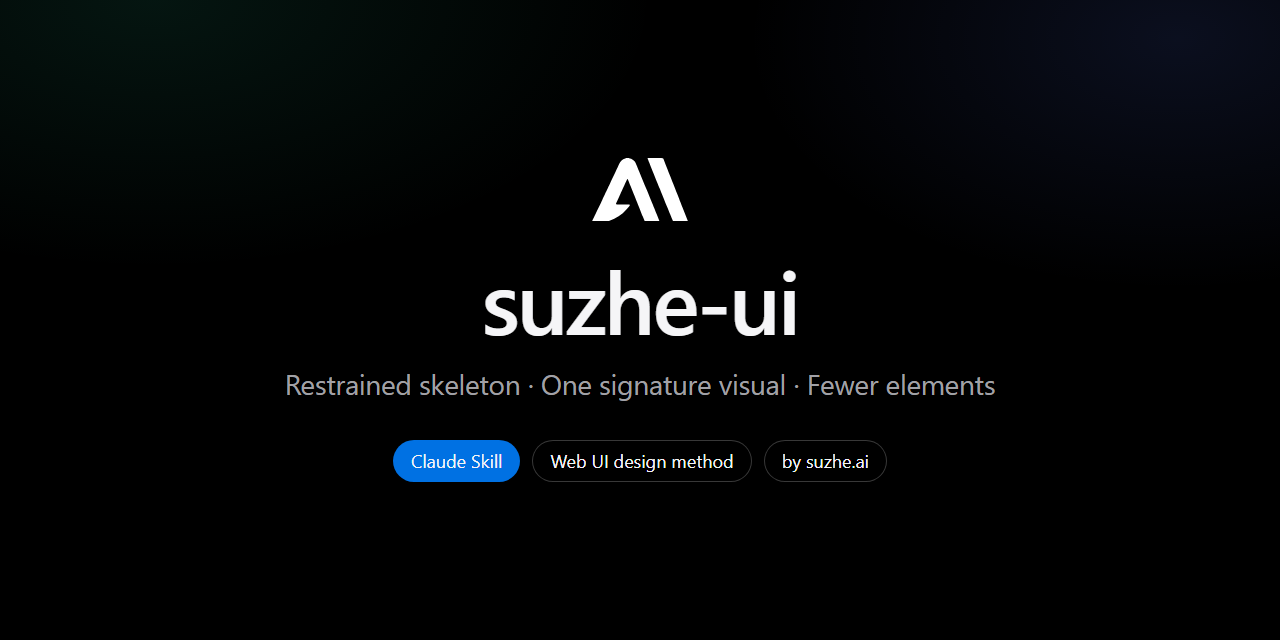 suzhe-ui
Restrained skeleton · One signature visual · Fewer elements
Claude Skill
Web UI design method
by suzhe.ai